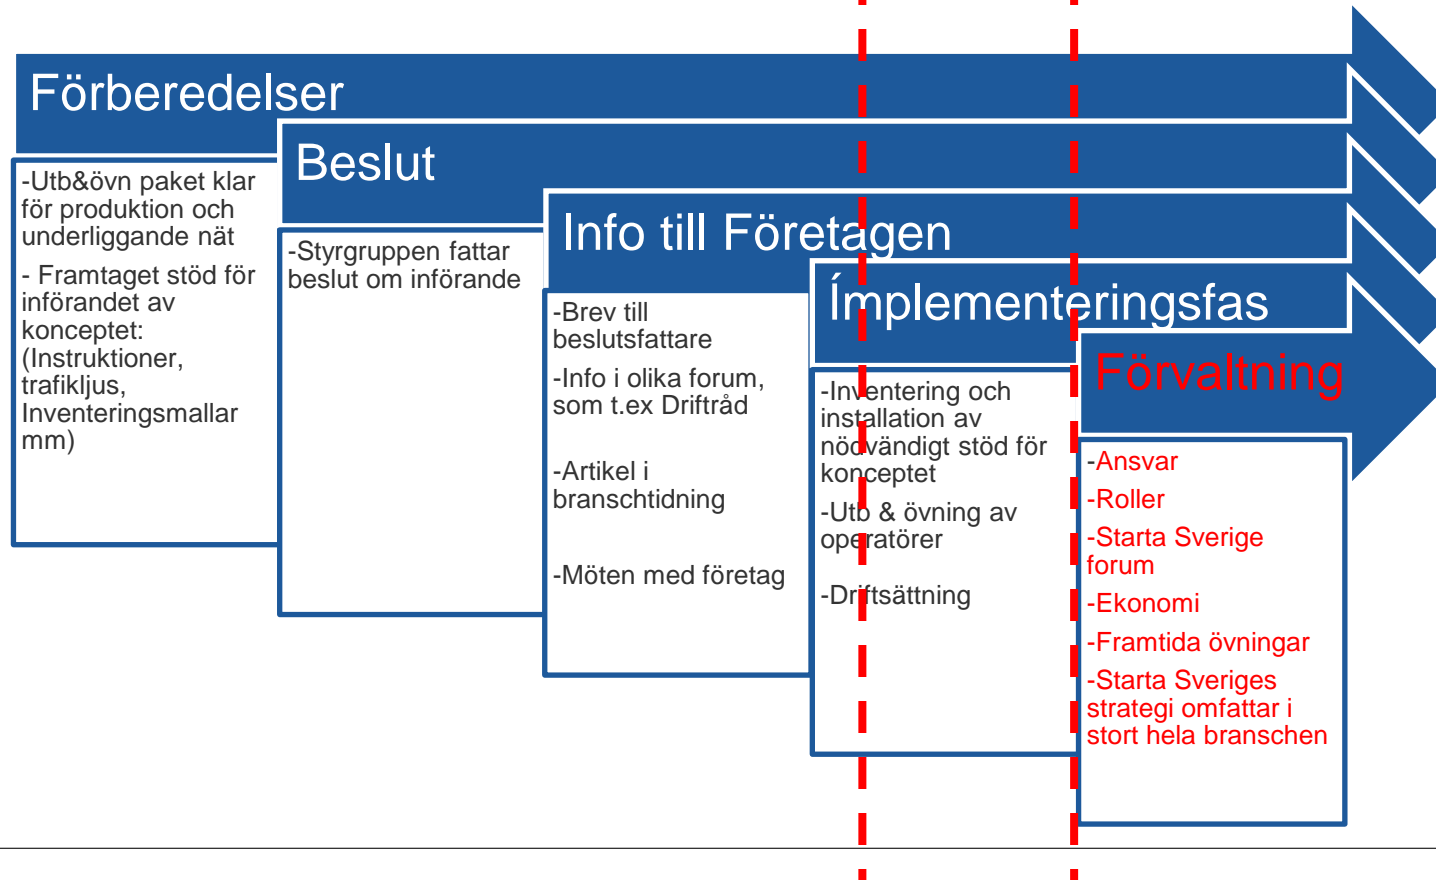 Förberedelser
-Utb&övn paket klar
för produktion och
underliggande nät
- Framtaget stöd för
införandet av
konceptet:
(Instruktioner,
trafikljus,
Inventeringsmallar
mm)
Beslut
-Styrgruppen fattar
beslut om införande
Info till Företagen
-Brev till
beslutsfattare
-Info i olika forum,
som t.ex Driftråd
-Artikel i
branschtidning
-Möten med företag
Ímplementeringsfas
-Inventering och
installation av
nödvändigt stöd för
konceptet
-Utb & övning av
operatörer
-Driftsättning
Förvaltning
-Ansvar
-Roller
-Starta Sverige
forum
-Ekonomi
-Framtida övningar
-Starta Sveriges
strategi omfattar i
stort hela branschen